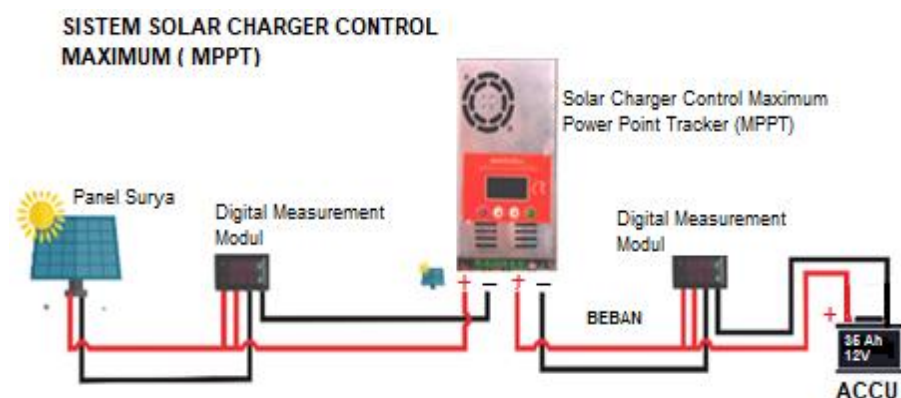 SISTEM SOLAR CHARGER CONTROL
MAXIMUM ( MPPT)
Solar Charger Control Maximum
Power Point Tracker (MPPT)
Panel Surya
Digital Measurement
Modul
Digital Measurement
Modul
+ - + -
BEBAN
+
35 Ah
12V
ACCU